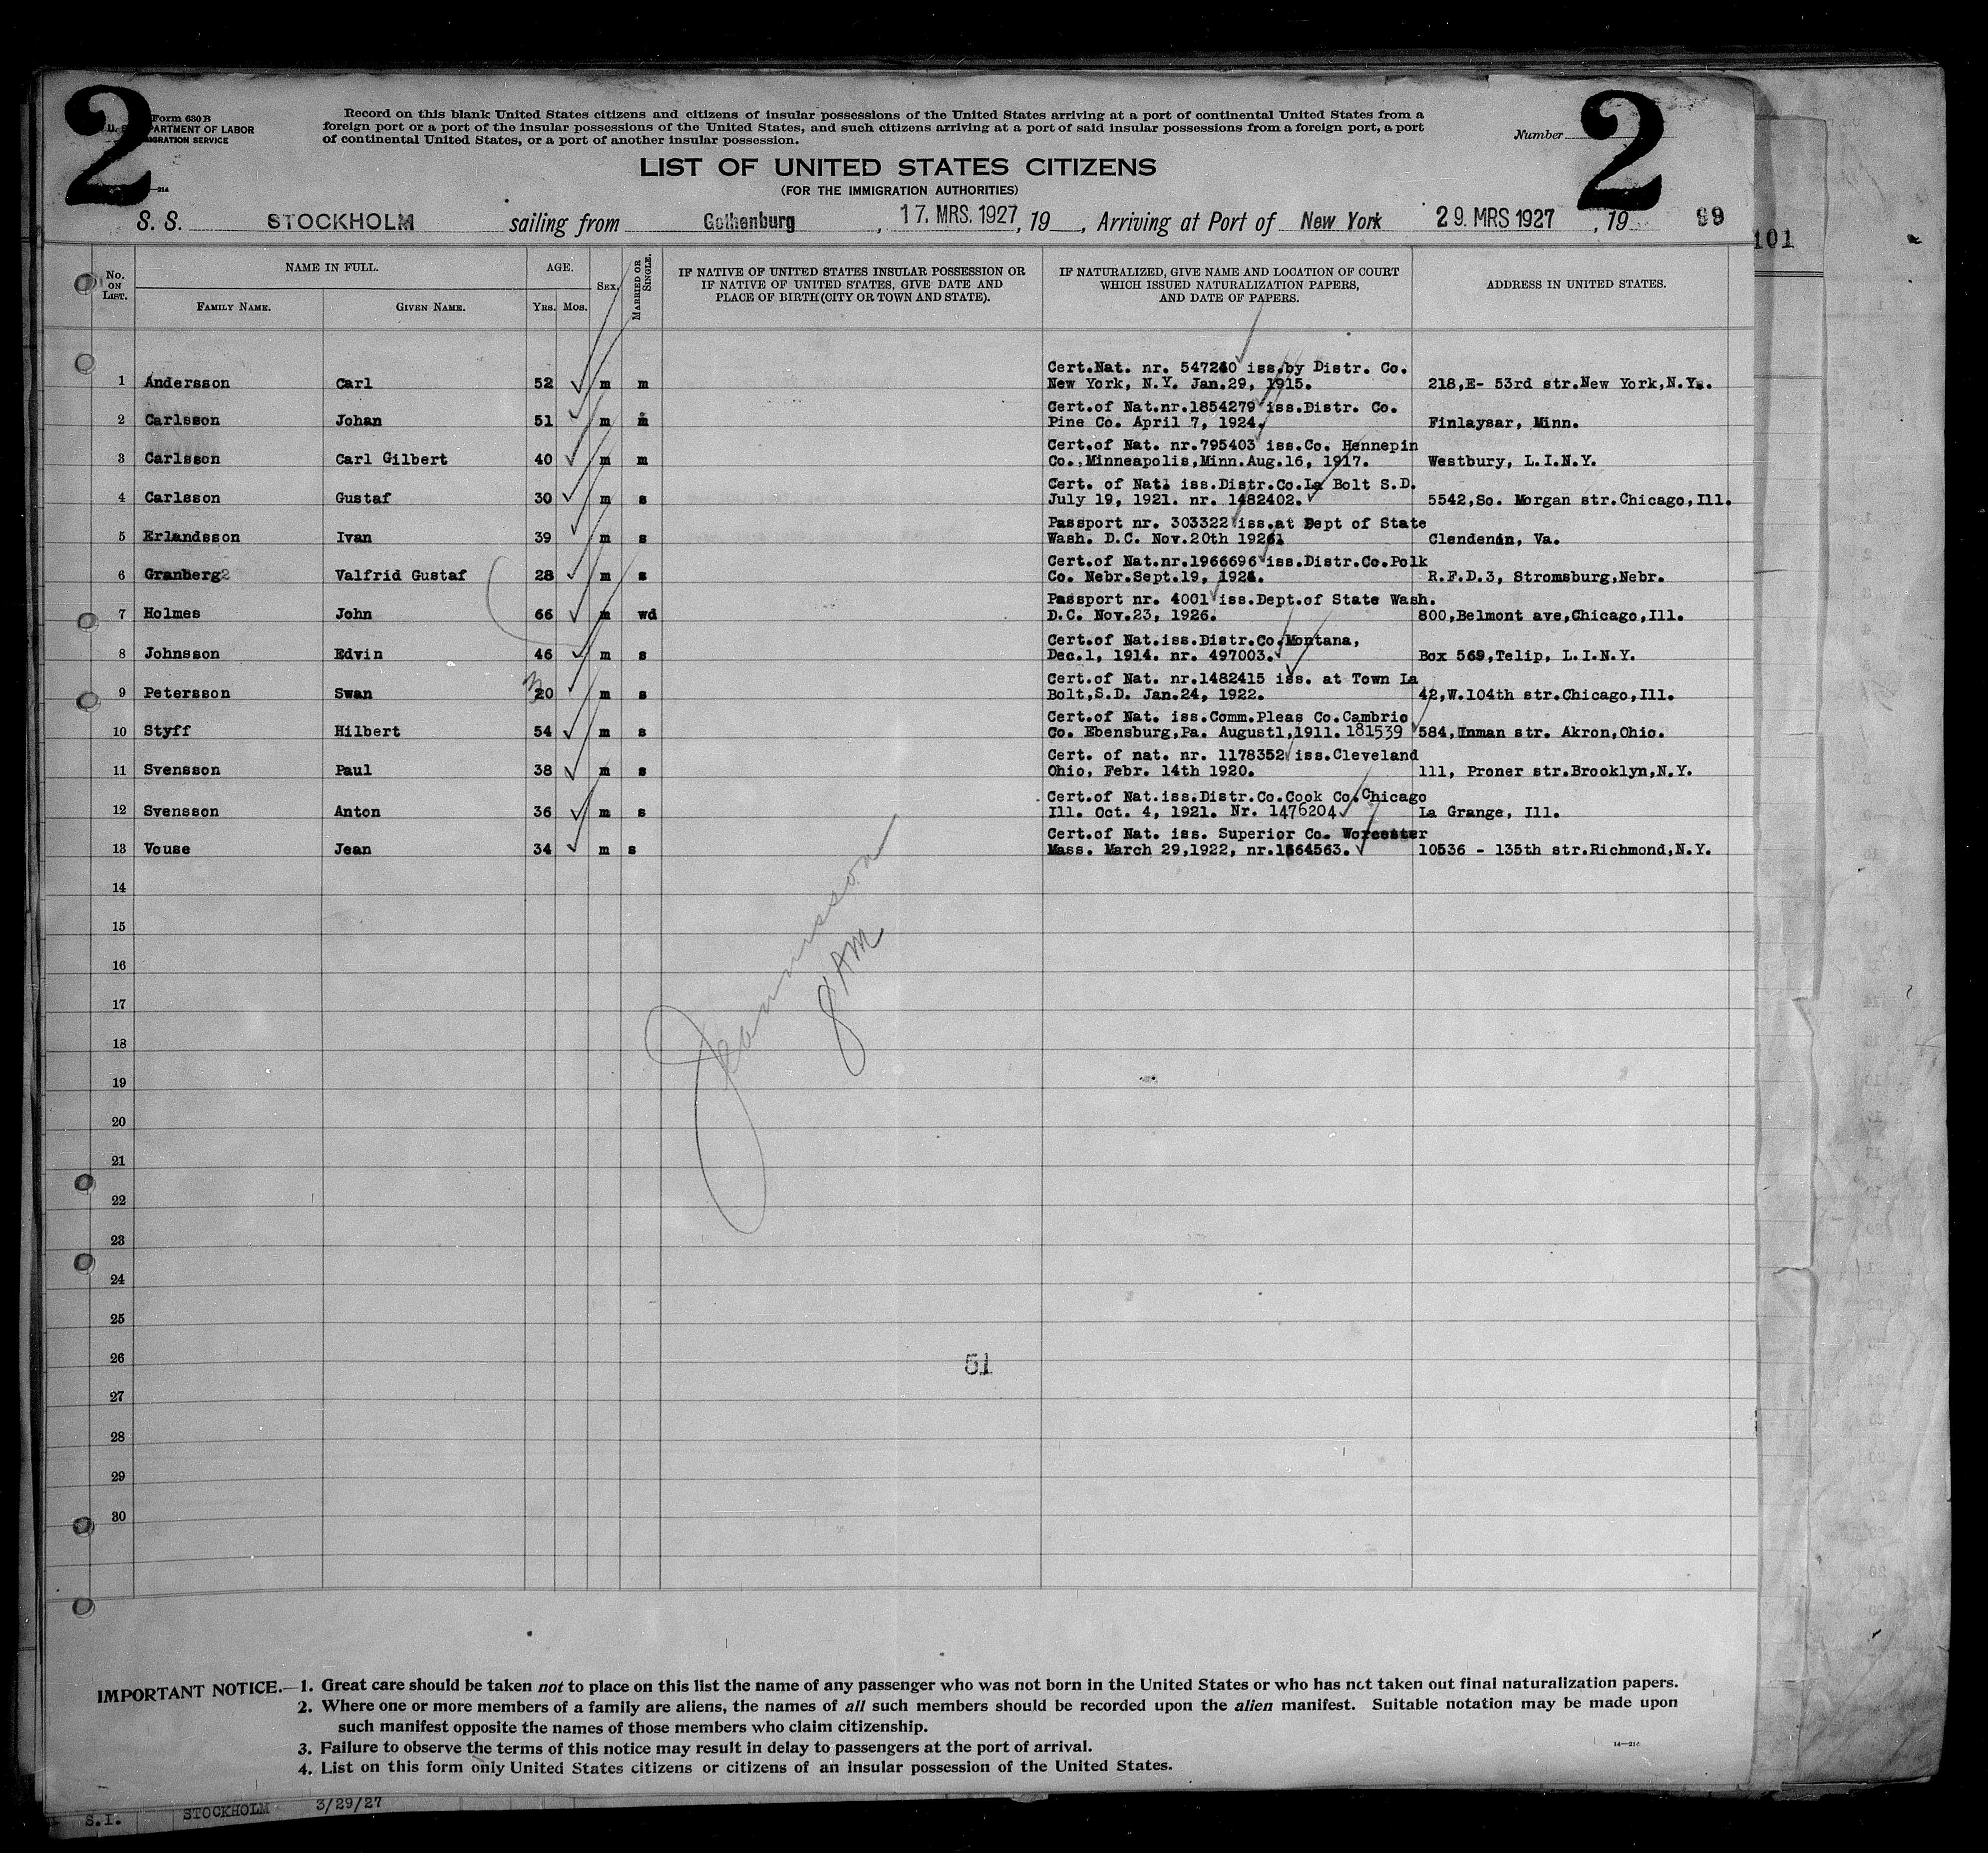 2 2
Form 630 B
U. S. DEPARTMENT OF LABOR
IMMIGRATION SERVICE
Record on this blank United States citizens and citizens of insular possessions of the United States arriving at a port of continental United States from a
foreign port or a port of the insular possessions of the United States, and such citizens arriving at a port of said insular possessions from a foreign port, a port
of continental United States, or a port of another insular possession.
Number
LIST OF UNITED STATES CITIZENS
(FOR THE IMMIGRATION AUTHORITIES)
S. S. STOCKHOLM sailing from Gothenburg, 17. MRS. 1927, 19 , Arriving at Port of New York 29. MRS 1927, 19 99
101
No. ON LIST.
NAME IN FULL.
FAMILY NAME. GIVEN NAME.
AGE.
YRS. MOS.
SEX.
MARRIED OR SINGLE.
IF NATIVE OF UNITED STATES INSULAR POSSESSION OR
IF NATIVE OF UNITED STATES, GIVE DATE AND
PLACE OF BIRTH (CITY OR TOWN AND STATE).
IF NATURALIZED, GIVE NAME AND LOCATION OF COURT
WHICH ISSUED NATURALIZATION PAPERS,
AND DATE OF PAPERS.
ADDRESS IN UNITED STATES.
Cert.Nat. nr. 547240 iss.by Distr. Co.
1 Andersson Carl 52 m m New York, N.Y. Jan.29, 1915. 218,E- 53rd str.New York,N.Y.
Cert.of Nat.nr.1854279 iss.Distr. Co.
2 Carlsson Johan 51 m m Pine Co. April 7, 1924. Finlaysar, Minn.
Cert.of Nat. nr.795403 iss.Co. Hennepin
3 Carlsson Carl Gilbert 40 m m Co.,Minneapolis,Minn.Aug.16, 1917. Westbury, L.I.N.Y.
Cert. of Nat. iss.Distr.Co.La Bolt S.D.
4 Carlsson Gustaf 30 m s July 19, 1921. nr. 1482402. 5542,So. Morgan str.Chicago,Ill.
Passport nr. 303322 iss.at Dept of State
5 Erlandsson Ivan 39 m s Wash. D.C. Nov.20th 1926 Clendenin, Va.
Cert.of Nat.nr.1966696 iss.Distr.Co.Polk
6 Granberg 28 Valfrid Gustaf m s Co. Nebr.Sept.19, R.F.D.3, Stromsburg,Nebr.
Passport nr. 4001 iss.Dept.of State Wash.
7 Holmes John 66 m wd D.C. Nov.23, 1926. 800,Belmont ave,Chicago,Ill.
Cert.of Nat.iss.Distr.Co.Montana,
8 Johnsson Edvin 46 m s Dec.1, 1914. nr. 497003. Box 569,Telip, L.I.N.Y.
Cert.of Nat. nr.1482415 iss. at Town La
9 Petersson Swan 3 20 m s Bolt,S.D. Jan.24, 1922. 42,W.104th str.Chicago,Ill.
Cert.of Nat. iss.Comm.Pleas Co.Cambric
10 Styff Hilbert 54 m s Co. Ebensburg,Pa. August1,1911. 181539 584,Inman str. Akron,Ohio.
Cert. of nat. nr. 1178352 iss.Cleveland
11 Svensson Paul 38 m s Ohio, Febr. 14th 1920. 111, Proner str.Brooklyn,N.Y.
Cert.of Nat.iss.Distr.Co.Cook Co.Chicago
12 Svensson Anton 36 m s Ill. Oct. 4, 1921. Nr. 1476204 La Grange, Ill.
Cert.of Nat. iss. Superior Co. Worcester
13 Vouse Jean 34 m s Mass. March 29,1922, nr.1664563. 10536 - 135th str.Richmond,N.Y.
14
15
16
17
18
19
20
21
22
23
24
25
26
27
28
29
30
8 AM
51
IMPORTANT NOTICE.—1. Great care should be taken not to place on this list the name of any passenger who was not born in the United States or who has not taken out final naturalization papers.
2. Where one or more members of a family are aliens, the names of all such members should be recorded upon the alien manifest. Suitable notation may be made upon
such manifest opposite the names of those members who claim citizenship.
3. Failure to observe the terms of this notice may result in delay to passengers at the port of arrival.
4. List on this form only United States citizens or citizens of an insular possession of the United States.
S.I. STOCKHOLM 3/29/27